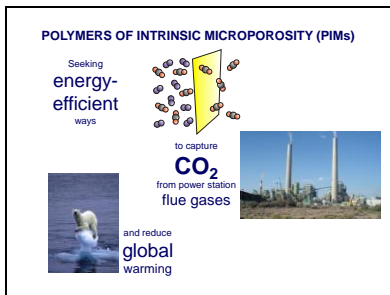 POLYMERS OF INTRINSIC MICROPOROSITY (PIMs)
Seeking
energy-
efficient
ways
to capture
CO₂
from power station
flue gases
and reduce
global
warming